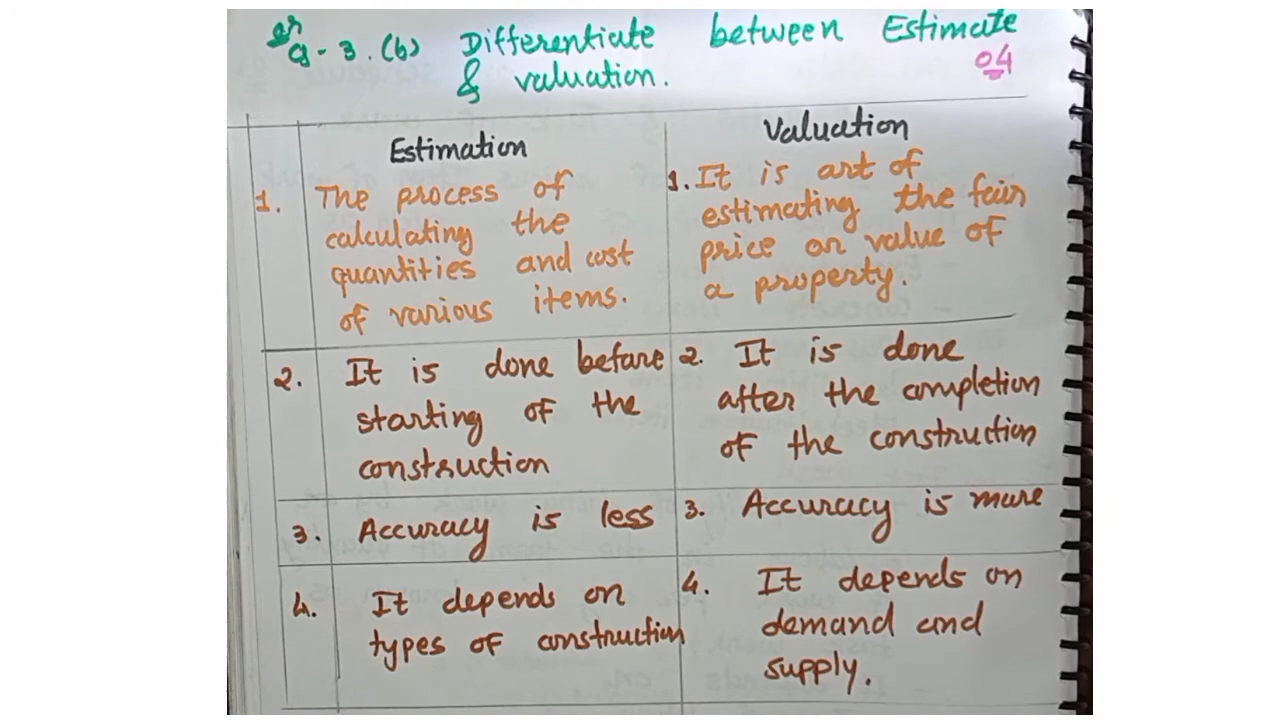 Q-3.(b) Differentiate between Estimate
& valuation. 04
Estimation
Valuation
1. The process of
calculating the
quantities and cost
of various items.
1. It is art of
estimating the fair
price or value of
a property.
2. It is done before
starting of the
construction
2. It is done
after the completion
of the construction
3. Accuracy is less
3. Accuracy is more
4. It depends on
types of construction
4. It depends on
demand and
supply.